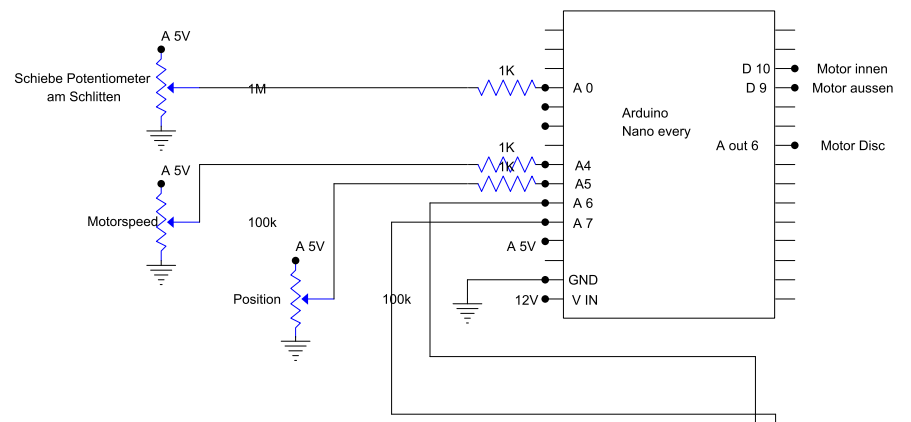 A 5V
Schiebe Potentiometer
am Schlitten
1M
1K
A 0
Arduino
Nano every
D 10
Motor innen
D 9
Motor aussen
A out 6
Motor Disc
A 5V
Motorspeed
100k
1K
1K
A4
A5
A 6
A 7
A 5V
GND
12V
V IN
A 5V
Position
100k